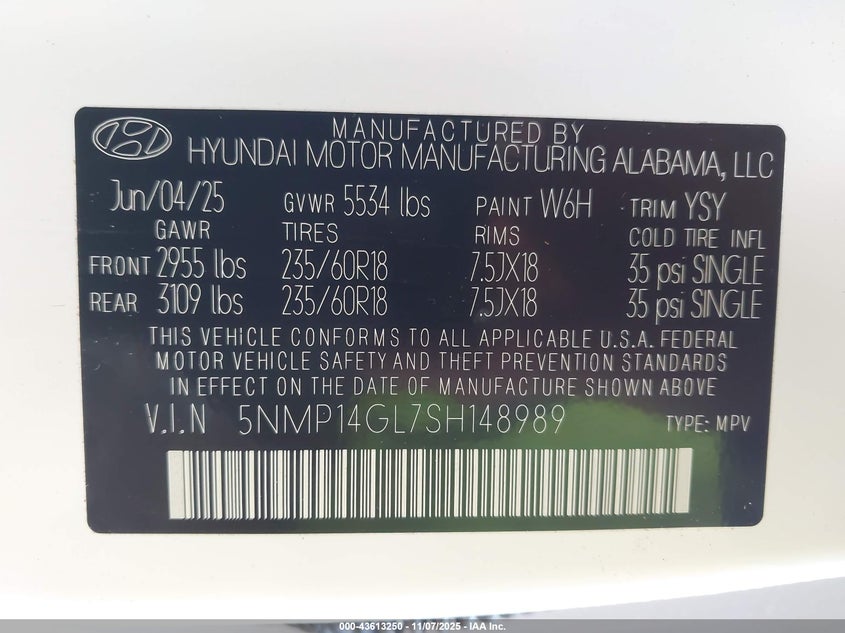 MANUFACTURED BY
HYUNDAI MOTOR MANUFACTURING ALABAMA, LLC
Jun/04/25 GVWR 5534 lbs PAINT W6H TRIM YSY
GAWR TIRES RIMS COLD TIRE INFL
FRONT 2955 lbs 235/60R18 7.5JX18 35 psi SINGLE
REAR 3109 lbs 235/60R18 7.5JX18 35 psi SINGLE
THIS VEHICLE CONFORMS TO ALL APPLICABLE U.S.A. FEDERAL
MOTOR VEHICLE SAFETY AND THEFT PREVENTION STANDARDS
IN EFFECT ON THE DATE OF MANUFACTURE SHOWN ABOVE
V.I.N 5NMP14GL7SH148989 TYPE: MPV
000-43613250 - 11/07/2025 - IAA Inc.